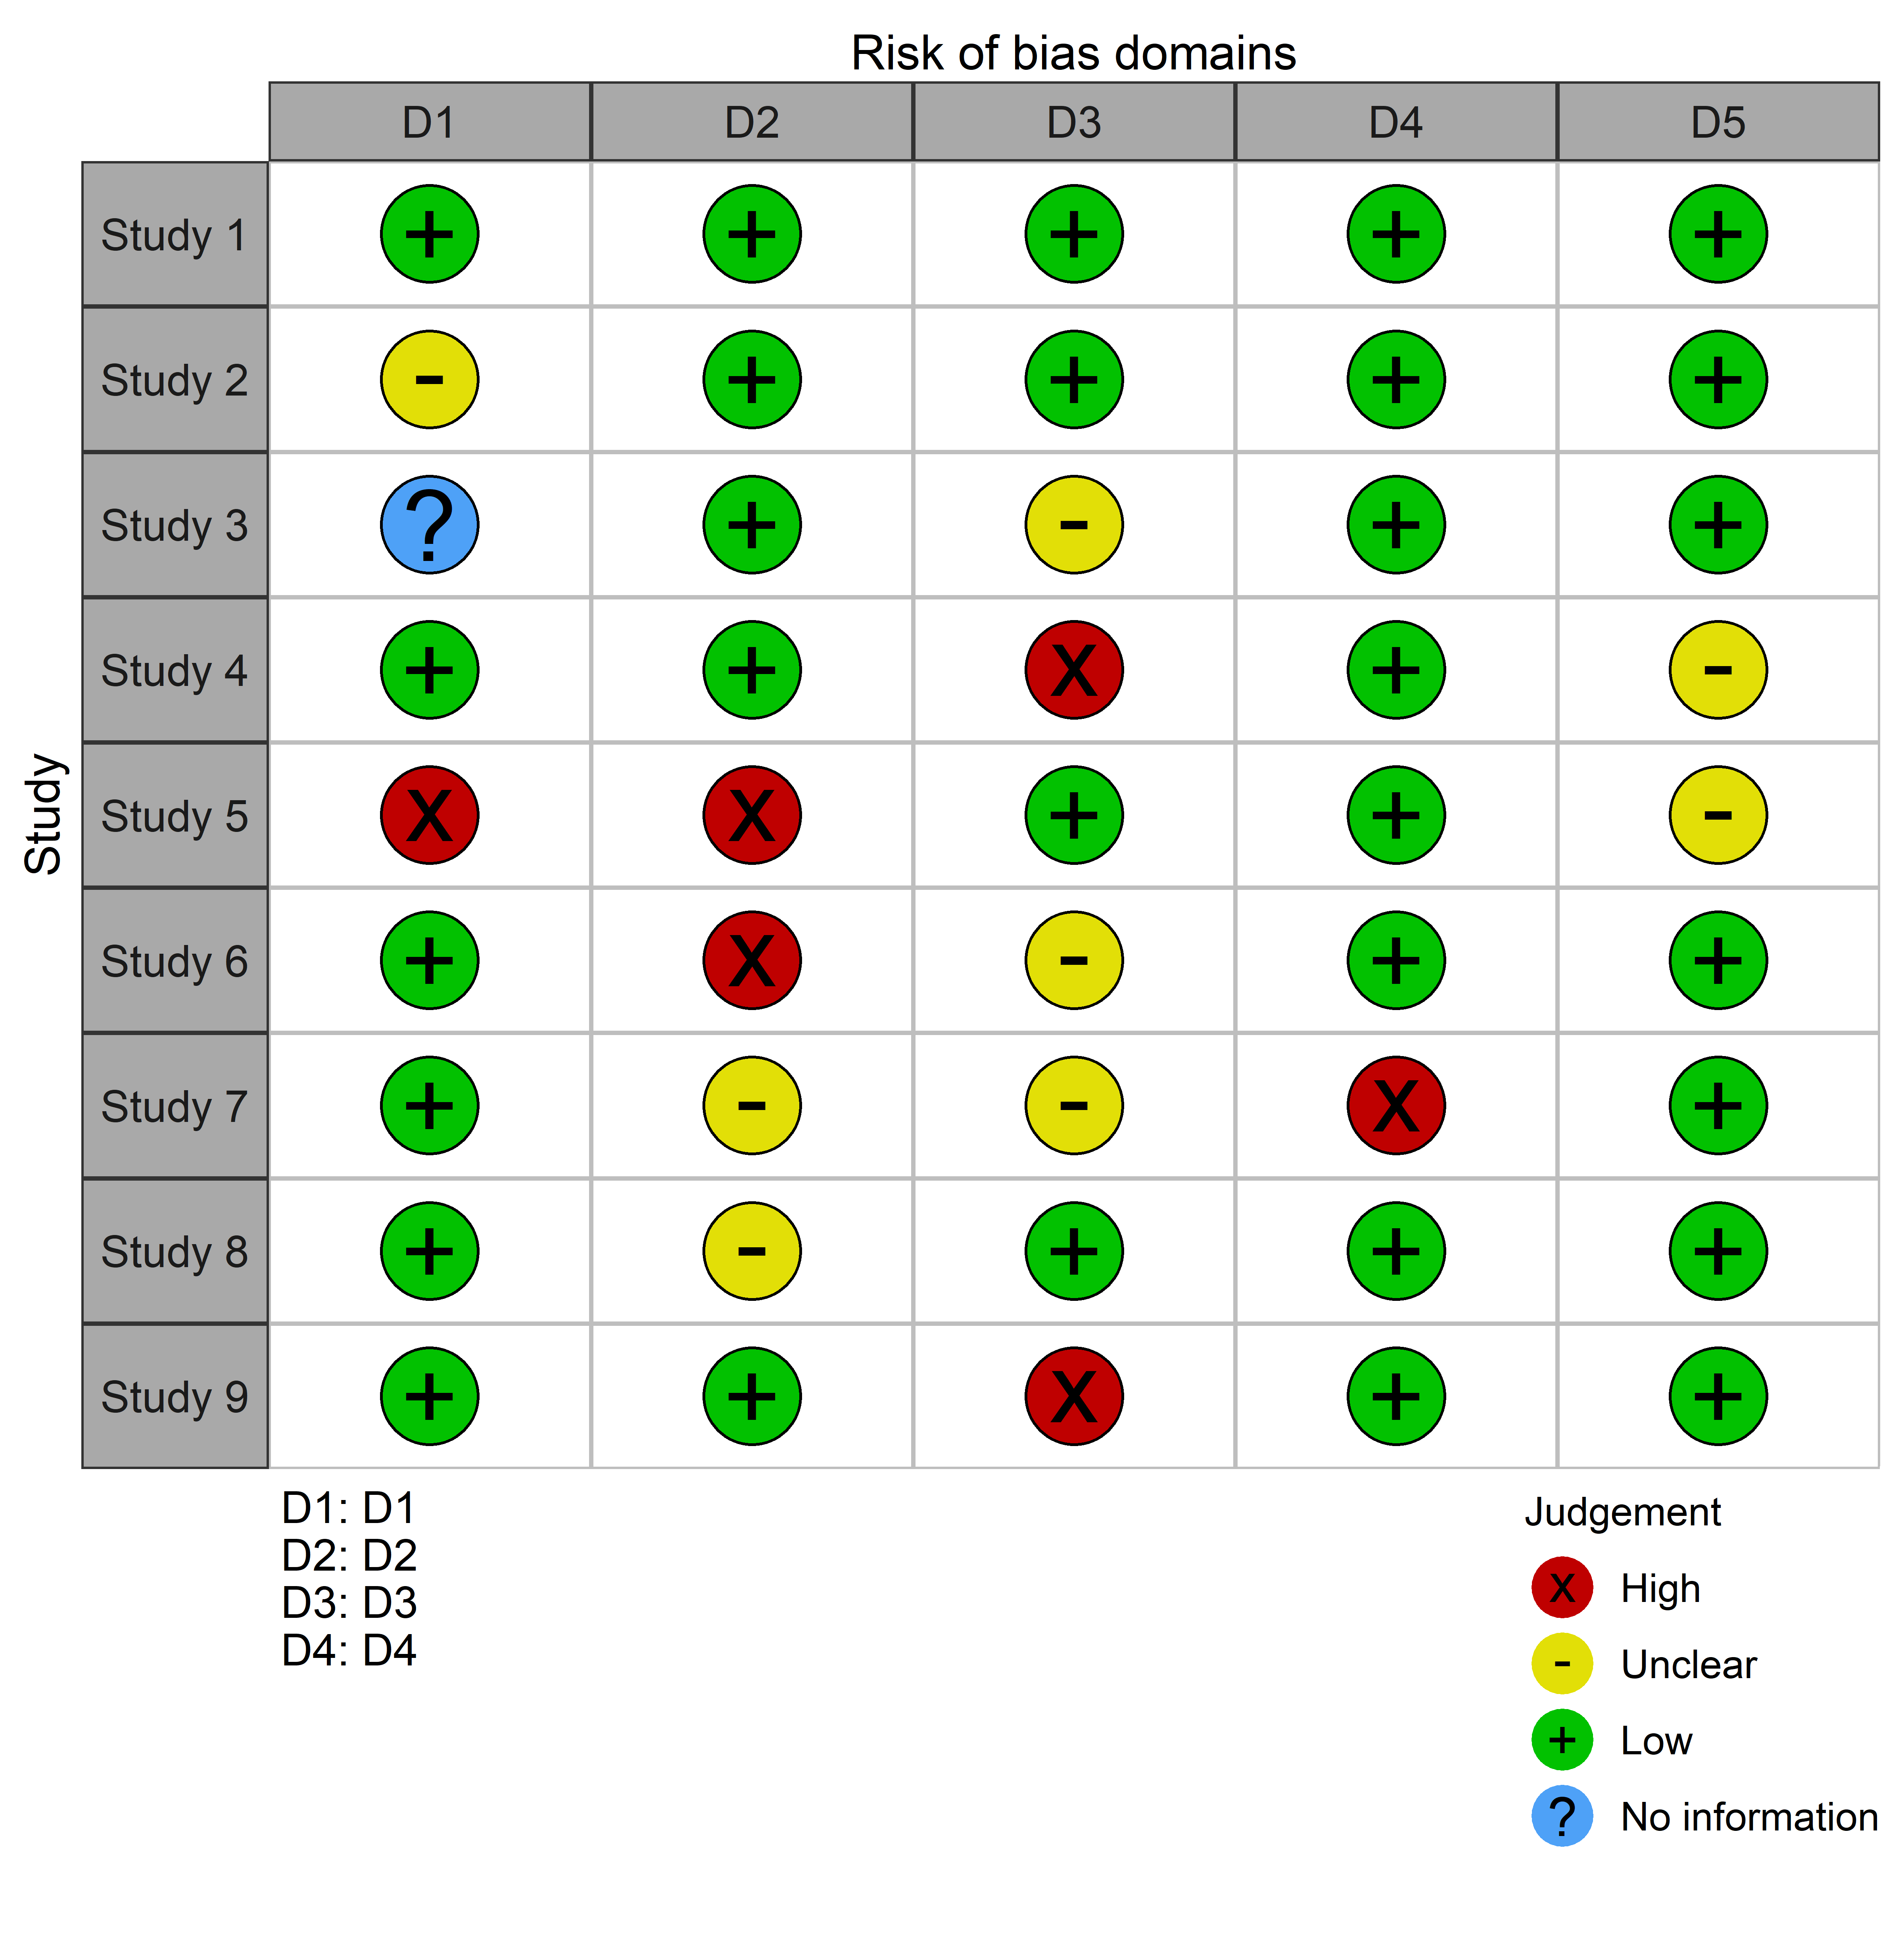 Risk of bias domains
D1 D2 D3 D4 D5
Study
Study 1 + + + + +
Study 2 - + + + +
Study 3 ? + - + +
Study 4 + + X + -
Study 5 X X + + -
Study 6 + X - + +
Study 7 + - - X +
Study 8 + - + + +
Study 9 + + X + +
D1: D1
D2: D2
D3: D3
D4: D4
Judgement
X High
- Unclear
+ Low
? No information